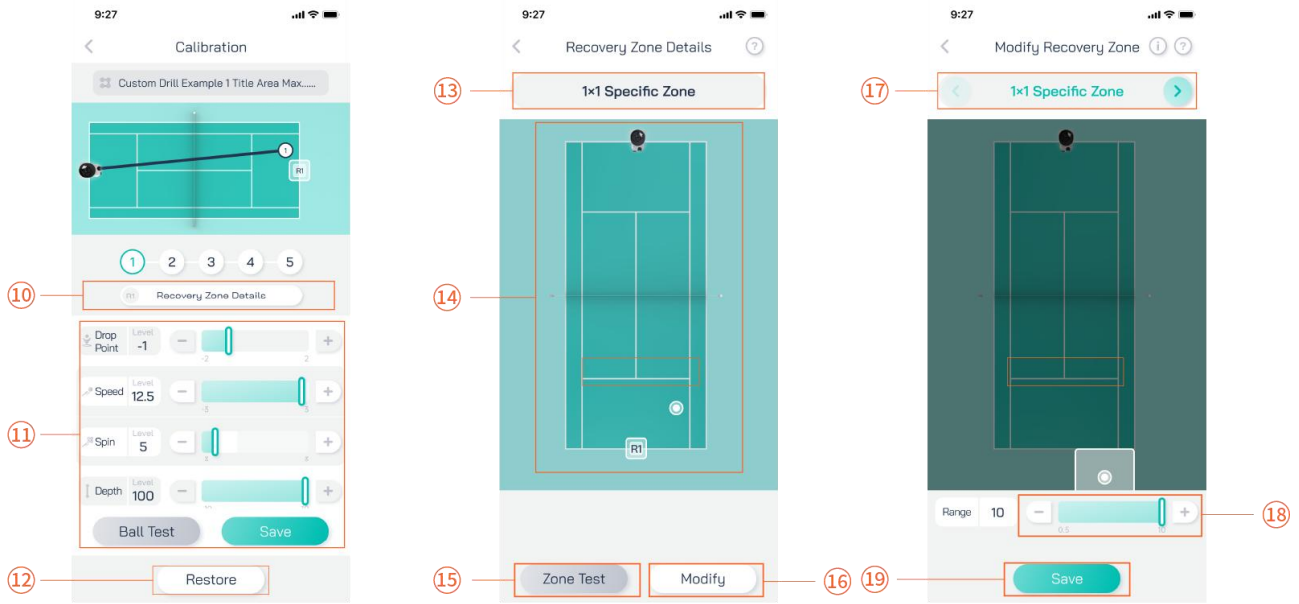 9:27
Calibration
Custom Drill Example 1 Title Area Max......
1
R1
1 2 3 4 5
10
R1 Recovery Zone Details
11
Drop Point Level -1 − -2 2 +
Speed Level 12.5 − -3 3 +
Spin Level 5 − 8 +
Depth Level 100 − +
Ball Test Save
12
Restore
9:27
Recovery Zone Details ?
13
1×1 Specific Zone
14
R1
15
Zone Test Modify
16
9:27
Modify Recovery Zone i ?
17
1×1 Specific Zone
Range 10 − 0.5 10 +
18
19
Save